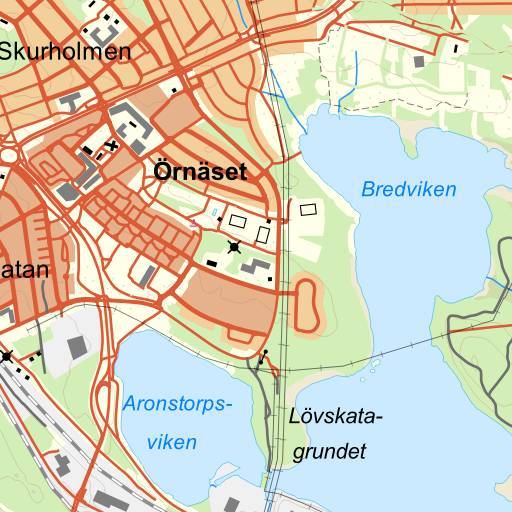 Skurholmen
Örnäset
Bredviken
atan
Aronstorps-
viken
Lövskata-
grundet